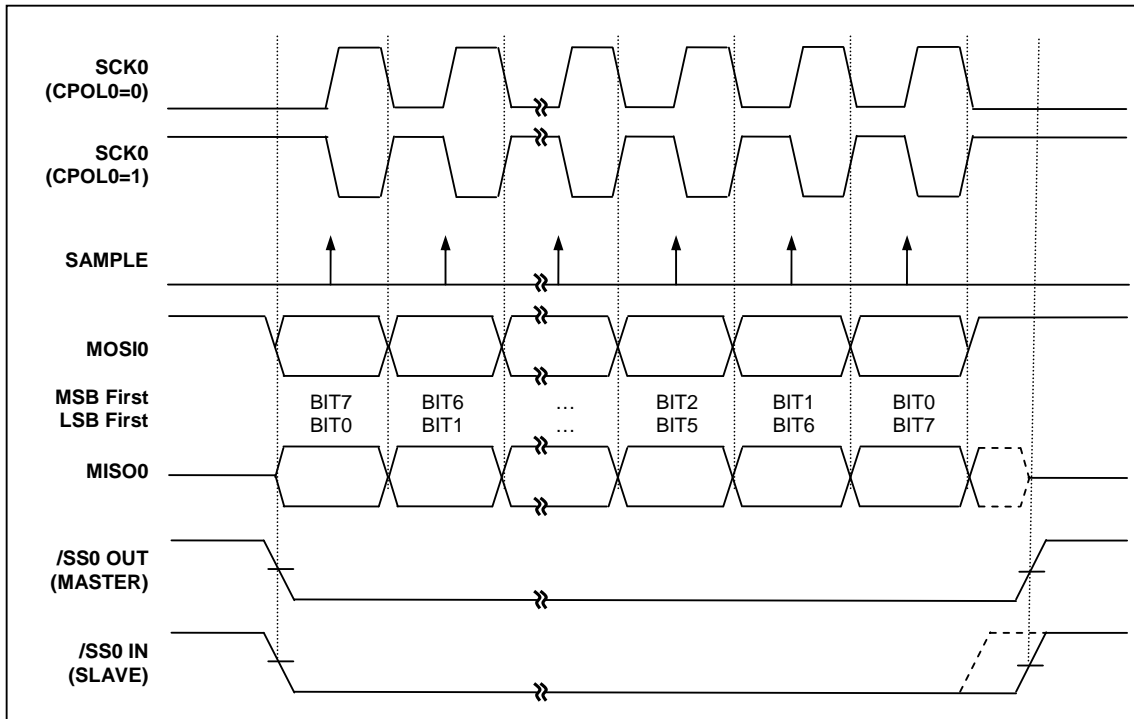 SCK0
(CPOL0=0)
SCK0
(CPOL0=1)
SAMPLE
MOSI0
MSB First
LSB First
BIT7 BIT6 … BIT2 BIT1 BIT0
BIT0 BIT1 … BIT5 BIT6 BIT7
MISO0
/SS0 OUT
(MASTER)
/SS0 IN
(SLAVE)